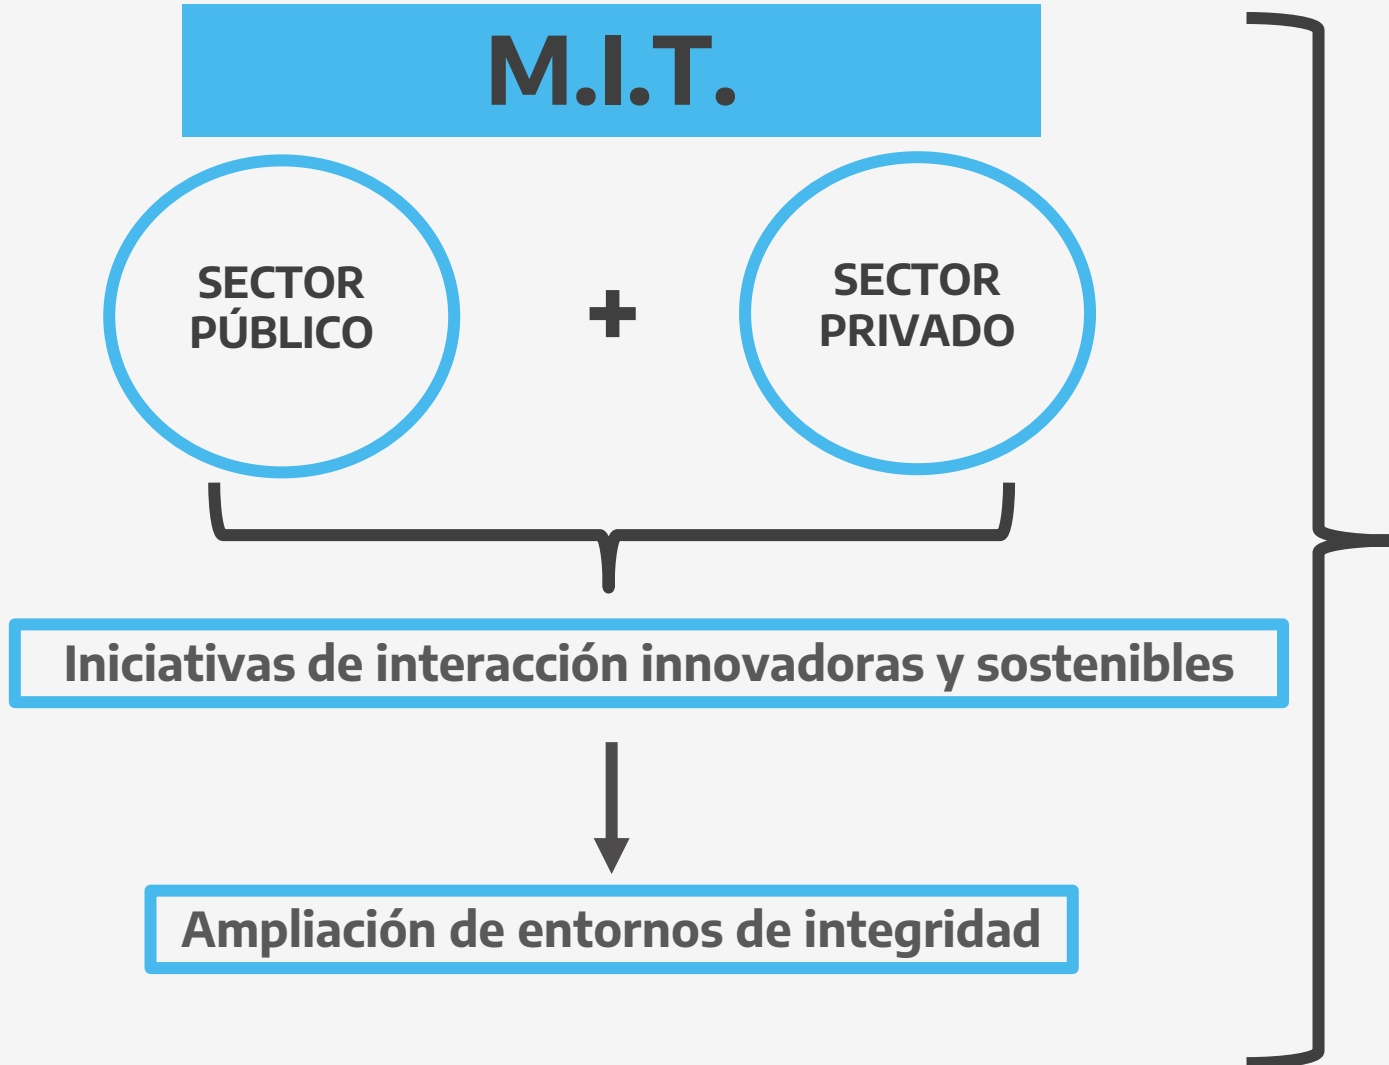 M.I.T.
SECTOR
PÚBLICO
+
SECTOR
PRIVADO
Iniciativas de interacción innovadoras y sostenibles
Ampliación de entornos de integridad